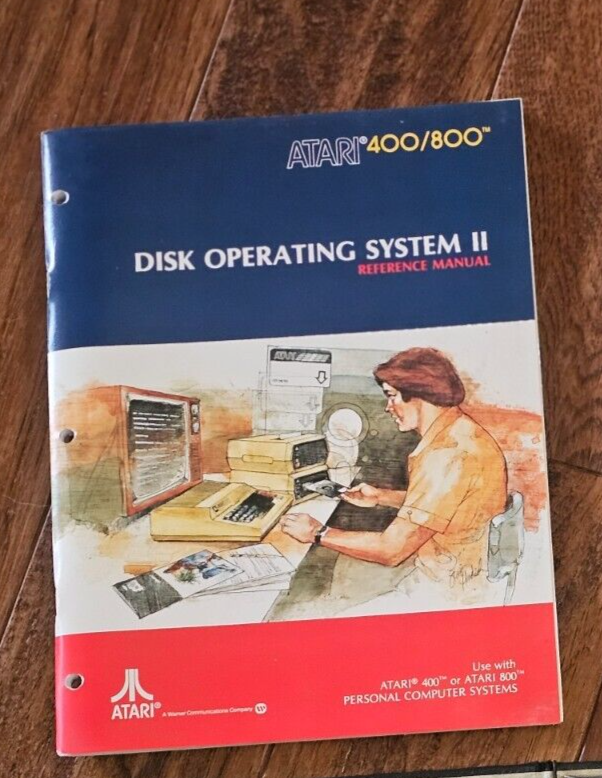 ATARI® 400/800™
DISK OPERATING SYSTEM II
REFERENCE MANUAL
ATARI
Use with
ATARI® 400™ or ATARI 800™
PERSONAL COMPUTER SYSTEMS
ATARI®
A Warner Communications Company